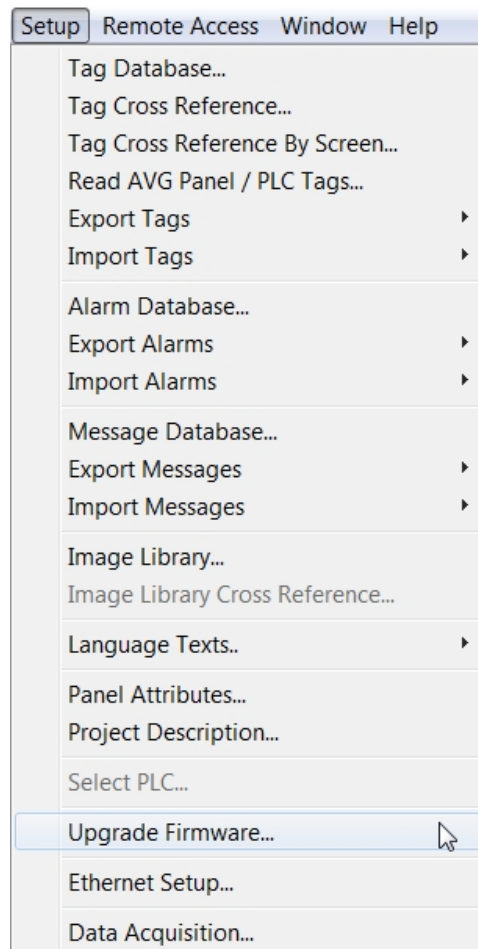 Setup Remote Access Window Help
Tag Database...
Tag Cross Reference...
Tag Cross Reference By Screen...
Read AVG Panel / PLC Tags...
Export Tags
Import Tags
Alarm Database...
Export Alarms
Import Alarms
Message Database...
Export Messages
Import Messages
Image Library...
Image Library Cross Reference...
Language Texts..
Panel Attributes...
Project Description...
Select PLC...
Upgrade Firmware...
Ethernet Setup...
Data Acquisition...